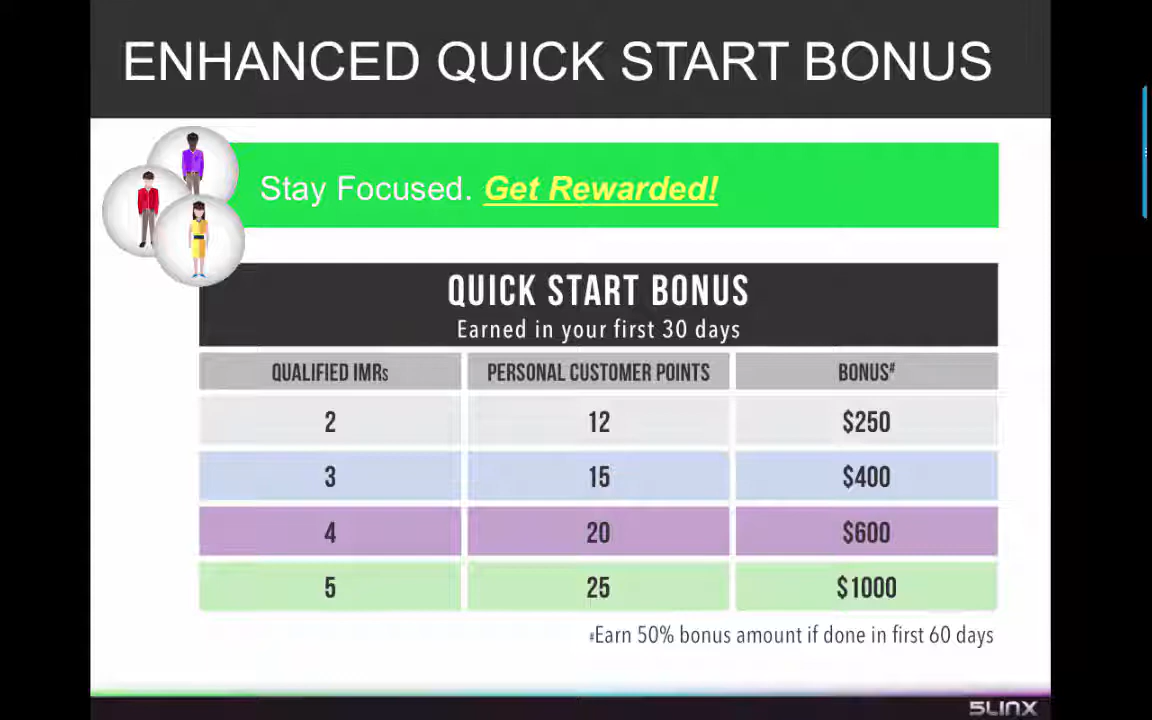 ENHANCED QUICK START BONUS
Stay Focused. Get Rewarded!
QUICK START BONUS
Earned in your first 30 days
QUALIFIED IMRs PERSONAL CUSTOMER POINTS BONUS#
2 12 $250
3 15 $400
4 20 $600
5 25 $1000
#Earn 50% bonus amount if done in first 60 days
5LINX